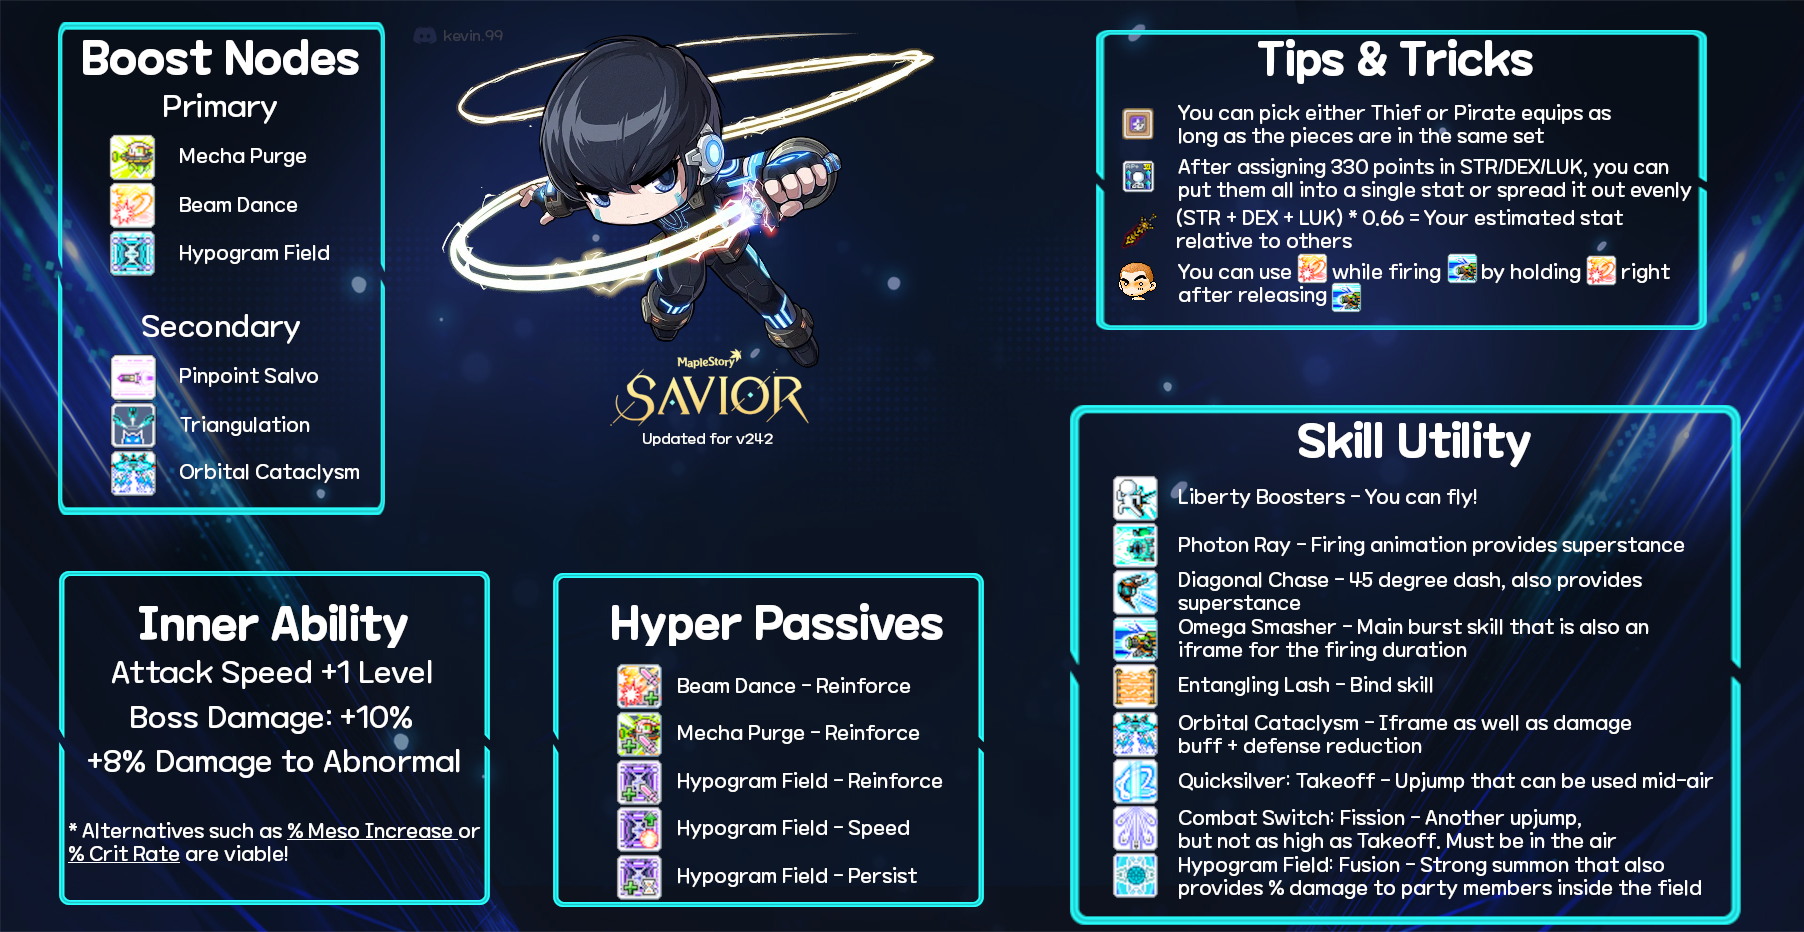 Boost Nodes
Primary
Mecha Purge
Beam Dance
Hypogram Field
Secondary
Pinpoint Salvo
Triangulation
Orbital Cataclysm
kevin.99
MapleStory
SAVIOR
Updated for v242
Tips & Tricks
You can pick either Thief or Pirate equips as
long as the pieces are in the same set
After assigning 330 points in STR/DEX/LUK, you can
put them all into a single stat or spread it out evenly
(STR + DEX + LUK) * 0.66 = Your estimated stat
relative to others
You can use while firing by holding right
after releasing
Inner Ability
Attack Speed +1 Level
Boss Damage: +10%
+8% Damage to Abnormal
* Alternatives such as % Meso Increase or
% Crit Rate are viable!
Hyper Passives
Beam Dance - Reinforce
Mecha Purge - Reinforce
Hypogram Field - Reinforce
Hypogram Field - Speed
Hypogram Field - Persist
Skill Utility
Liberty Boosters - You can fly!
Photon Ray - Firing animation provides superstance
Diagonal Chase - 45 degree dash, also provides
superstance
Omega Smasher - Main burst skill that is also an
iframe for the firing duration
Entangling Lash - Bind skill
Orbital Cataclysm - Iframe as well as damage
buff + defense reduction
Quicksilver: Takeoff - Upjump that can be used mid-air
Combat Switch: Fission - Another upjump,
but not as high as Takeoff. Must be in the air
Hypogram Field: Fusion - Strong summon that also
provides % damage to party members inside the field